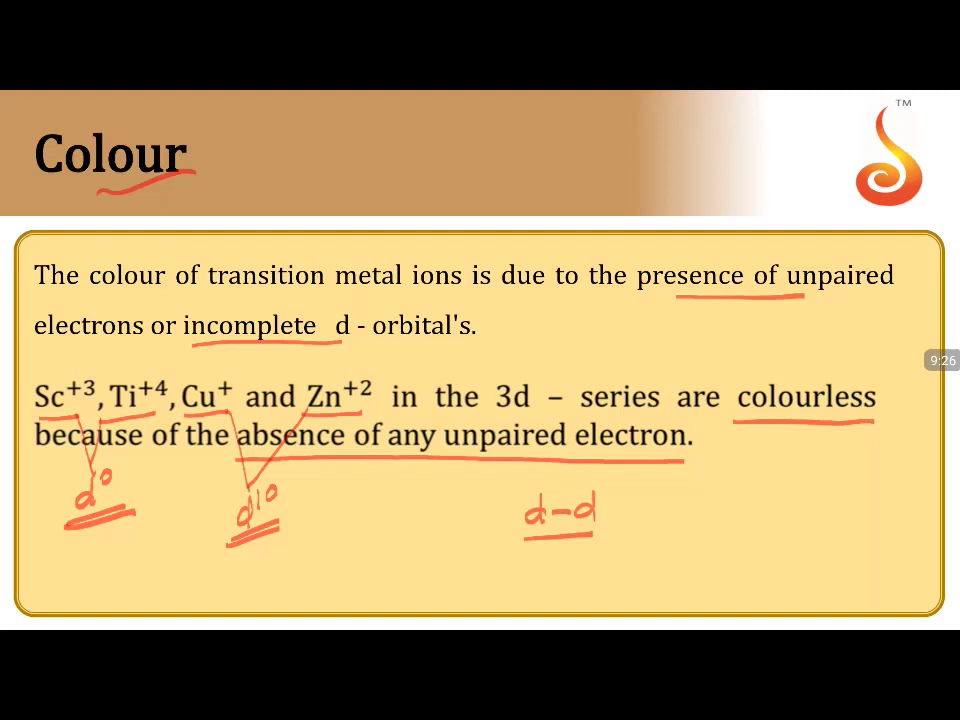 TM
Colour
The colour of transition metal ions is due to the presence of unpaired
electrons or incomplete d - orbital's.
9:26
Sc⁺³, Ti⁺⁴, Cu⁺ and Zn⁺² in the 3d – series are colourless
because of the absence of any unpaired electron.
d⁰
d¹⁰
d-d